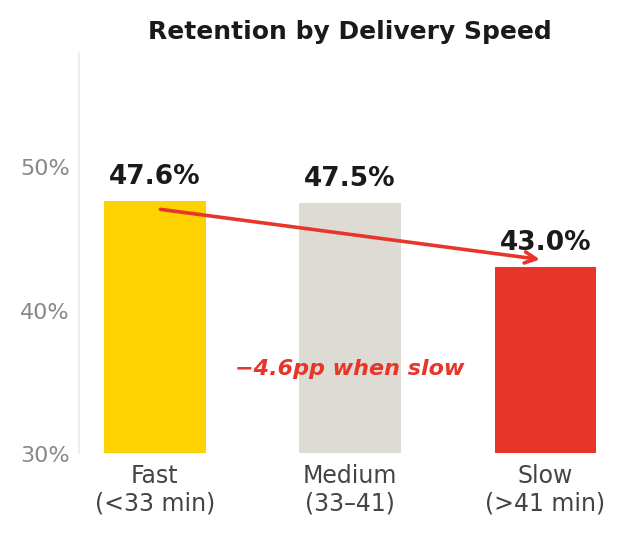 Retention by Delivery Speed
50%
40%
30%
47.6%
47.5%
43.0%
−4.6pp when slow
Fast
(<33 min)
Medium
(33–41)
Slow
(>41 min)